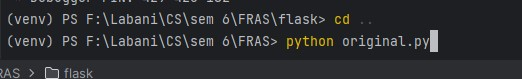 (venv) PS F:\Labani\CS\sem 6\FRAS\flask> cd ..
(venv) PS F:\Labani\CS\sem 6\FRAS> python original.py
flask